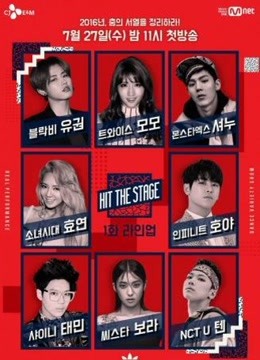 CJ E&M
Mnet
2016년, 춤의 서열을 정리하라!
7월 27일(수) 밤 11시 첫방송
블락비 유권
트와이스 모모
몬스타엑스 셔누
HIT THE STAGE
1화 라인업
소녀시대 효연
인피니트 호야
샤이니 태민
씨스타 보라
NCT U 텐
REAL PERFORMANCE